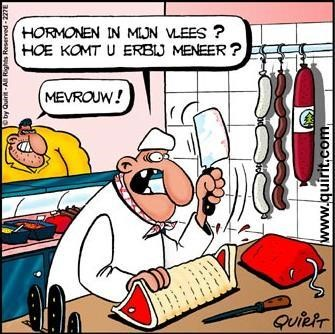 HORMONEN IN MIJN VLEES ?
HOE KOMT U ERBIJ MENEER ?
MEVROUW !
© by Quirit - All Rights Reserved - 227E
www.quirit.com
QUIRIT